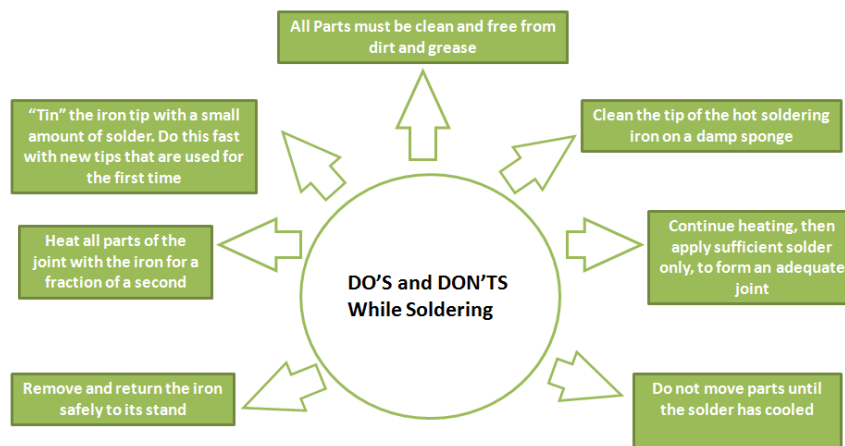 All Parts must be clean and free from
dirt and grease
"Tin" the iron tip with a small
amount of solder. Do this fast
with new tips that are used for
the first time
Clean the tip of the hot soldering
iron on a damp sponge
Heat all parts of the
joint with the iron for a
fraction of a second
Continue heating, then
apply sufficient solder
only, to form an adequate
joint
DO'S and DON'TS
While Soldering
Remove and return the iron
safely to its stand
Do not move parts until
the solder has cooled